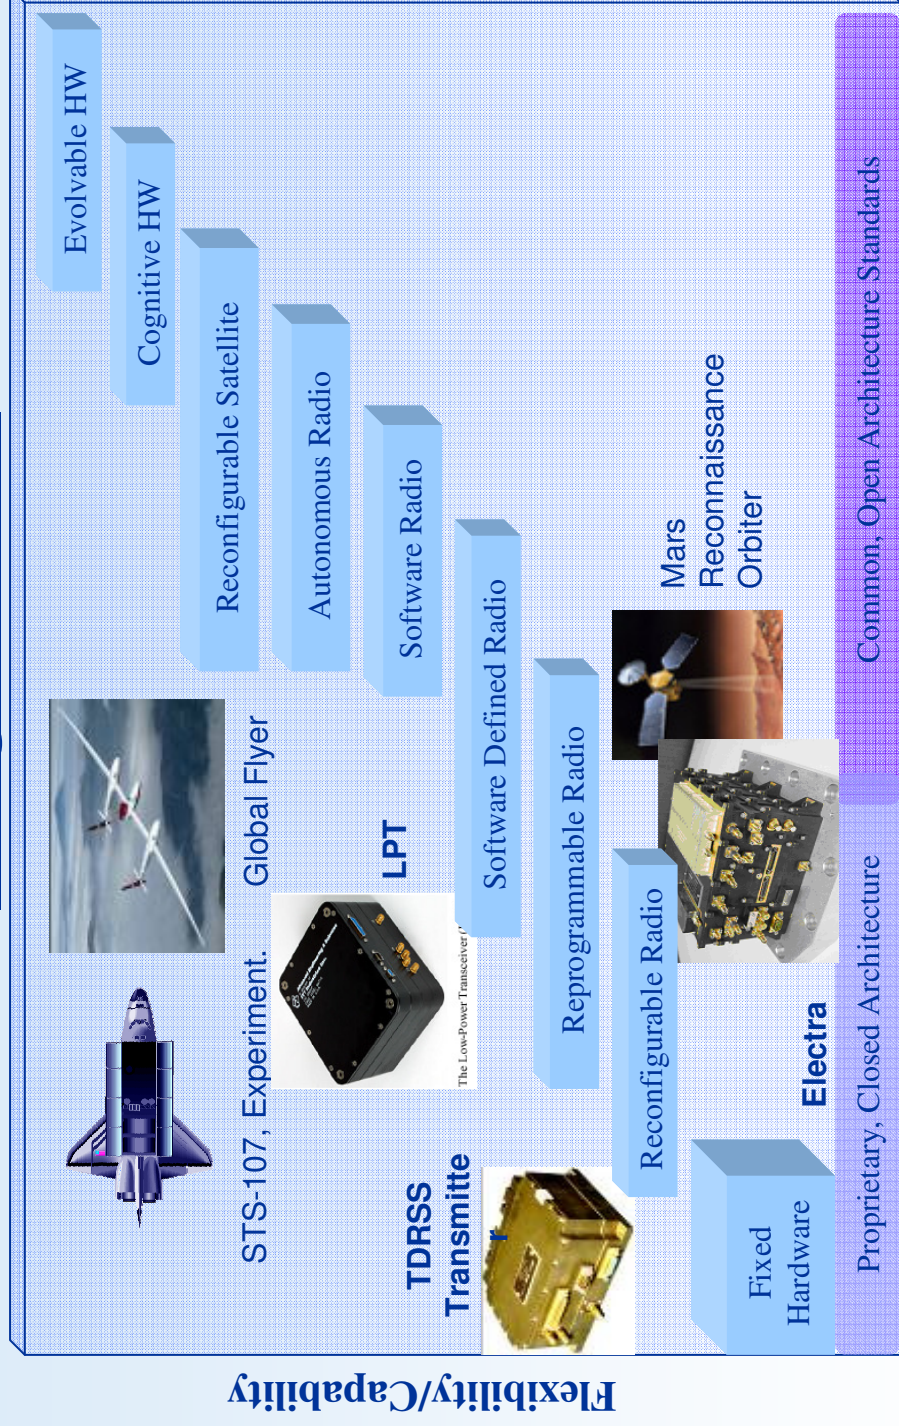 Flexibility/Capability
Evolvable HW
Cognitive HW
Reconfigurable Satellite
Autonomous Radio
Software Radio
Software Defined Radio
Reprogrammable Radio
Reconfigurable Radio
Fixed
Hardware
STS-107, Experiment.
Global Flyer
LPT
The Low-Power Transceiver
TDRSS
Transmitte
r
Mars
Reconnaissance
Orbiter
Electra
Proprietary, Closed Architecture
Common, Open Architecture Standards